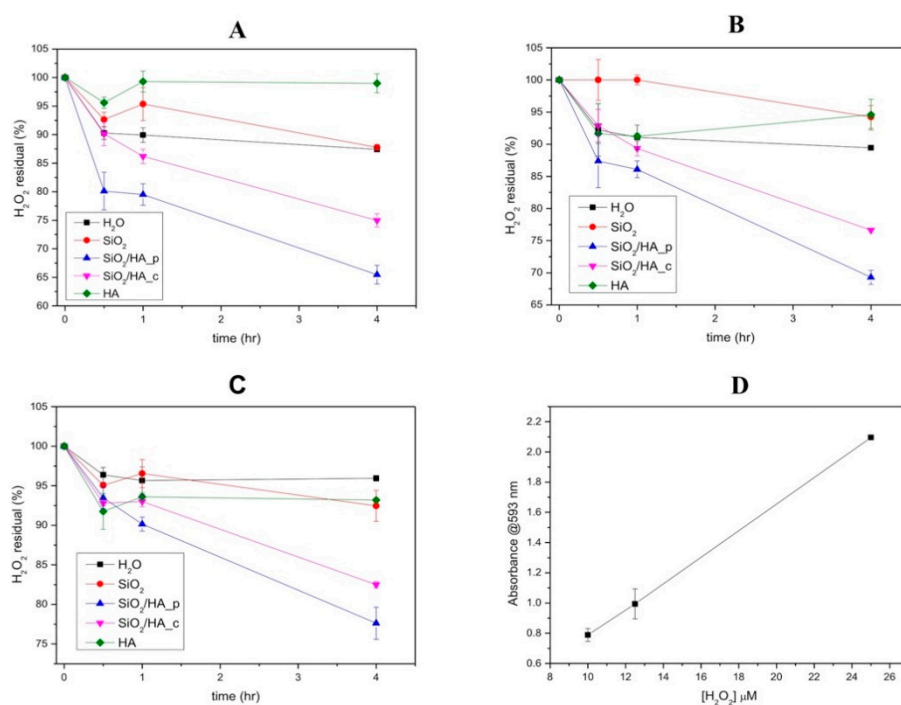 A
105
100
95
90
85
80
75
70
65
60
H₂O₂ residual (%)
H₂O
SiO₂
SiO₂/HA_p
SiO₂/HA_c
HA
0 1 2 3 4
time (hr)
B
105
100
95
90
85
80
75
70
65
H₂O₂ residual (%)
H₂O
SiO₂
SiO₂/HA_p
SiO₂/HA_c
HA
0 1 2 3 4
time (hr)
C
105
100
95
90
85
80
75
H₂O₂ residual (%)
H₂O
SiO₂
SiO₂/HA_p
SiO₂/HA_c
HA
0 1 2 3 4
time (hr)
D
2.2
2.0
1.8
1.6
1.4
1.2
1.0
0.8
0.6
Absorbance @593 nm
8 10 12 14 16 18 20 22 24 26
[H₂O₂] μM